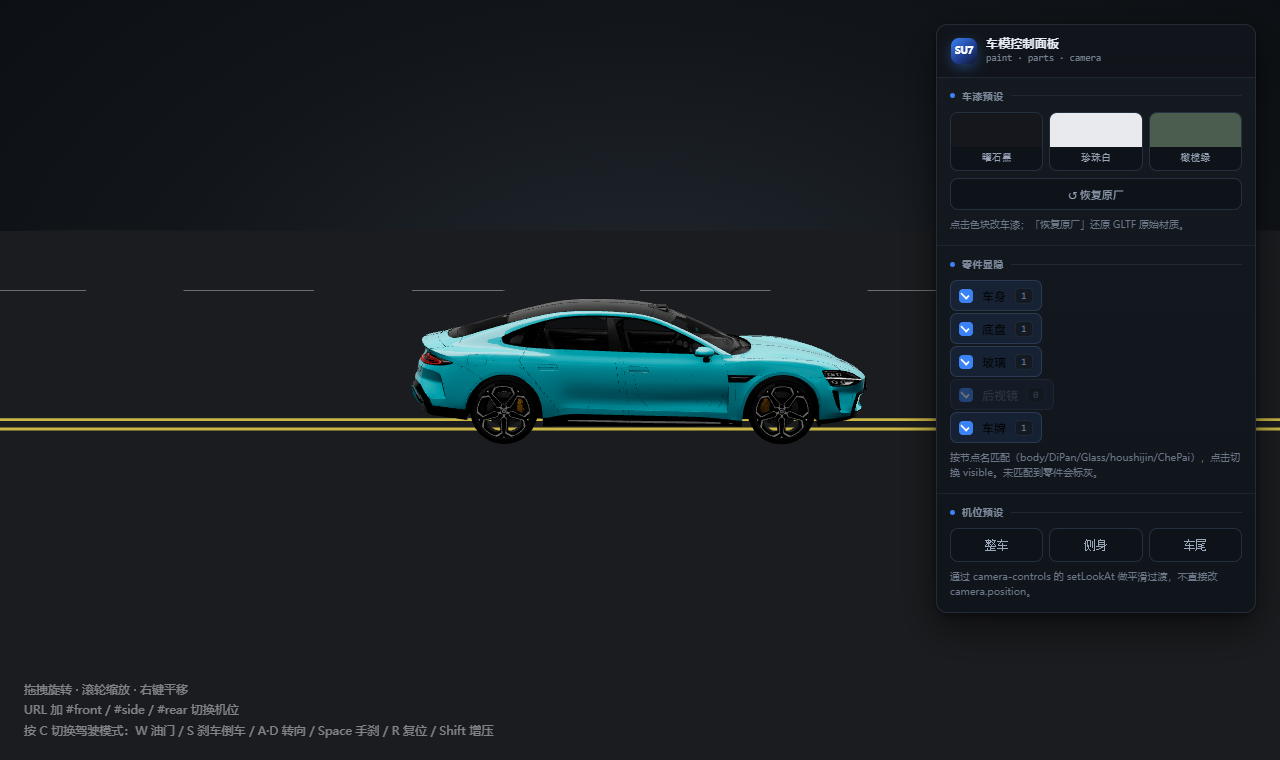 SU7
车模控制面板
paint · parts · camera
车漆预设
曜石黑
珍珠白
橄榄绿
↺ 恢复原厂
点击色块改车漆；「恢复原厂」还原 GLTF 原始材质。
零件显隐
车身 1
底盘 1
玻璃 1
后视镜 0
车牌 1
按节点名匹配（body/DiPan/Glass/houshijin/ChePai），点击切
换 visible。未匹配到零件会标灰。
机位预设
整车
侧身
车尾
通过 camera-controls 的 setLookAt 做平滑过渡，不直接改
camera.position。
拖拽旋转 · 滚轮缩放 · 右键平移
URL 加 #front / #side / #rear 切换机位
按 C 切换驾驶模式：W 油门 / S 刹车倒车 / A·D 转向 / Space 手刹 / R 复位 / Shift 增压